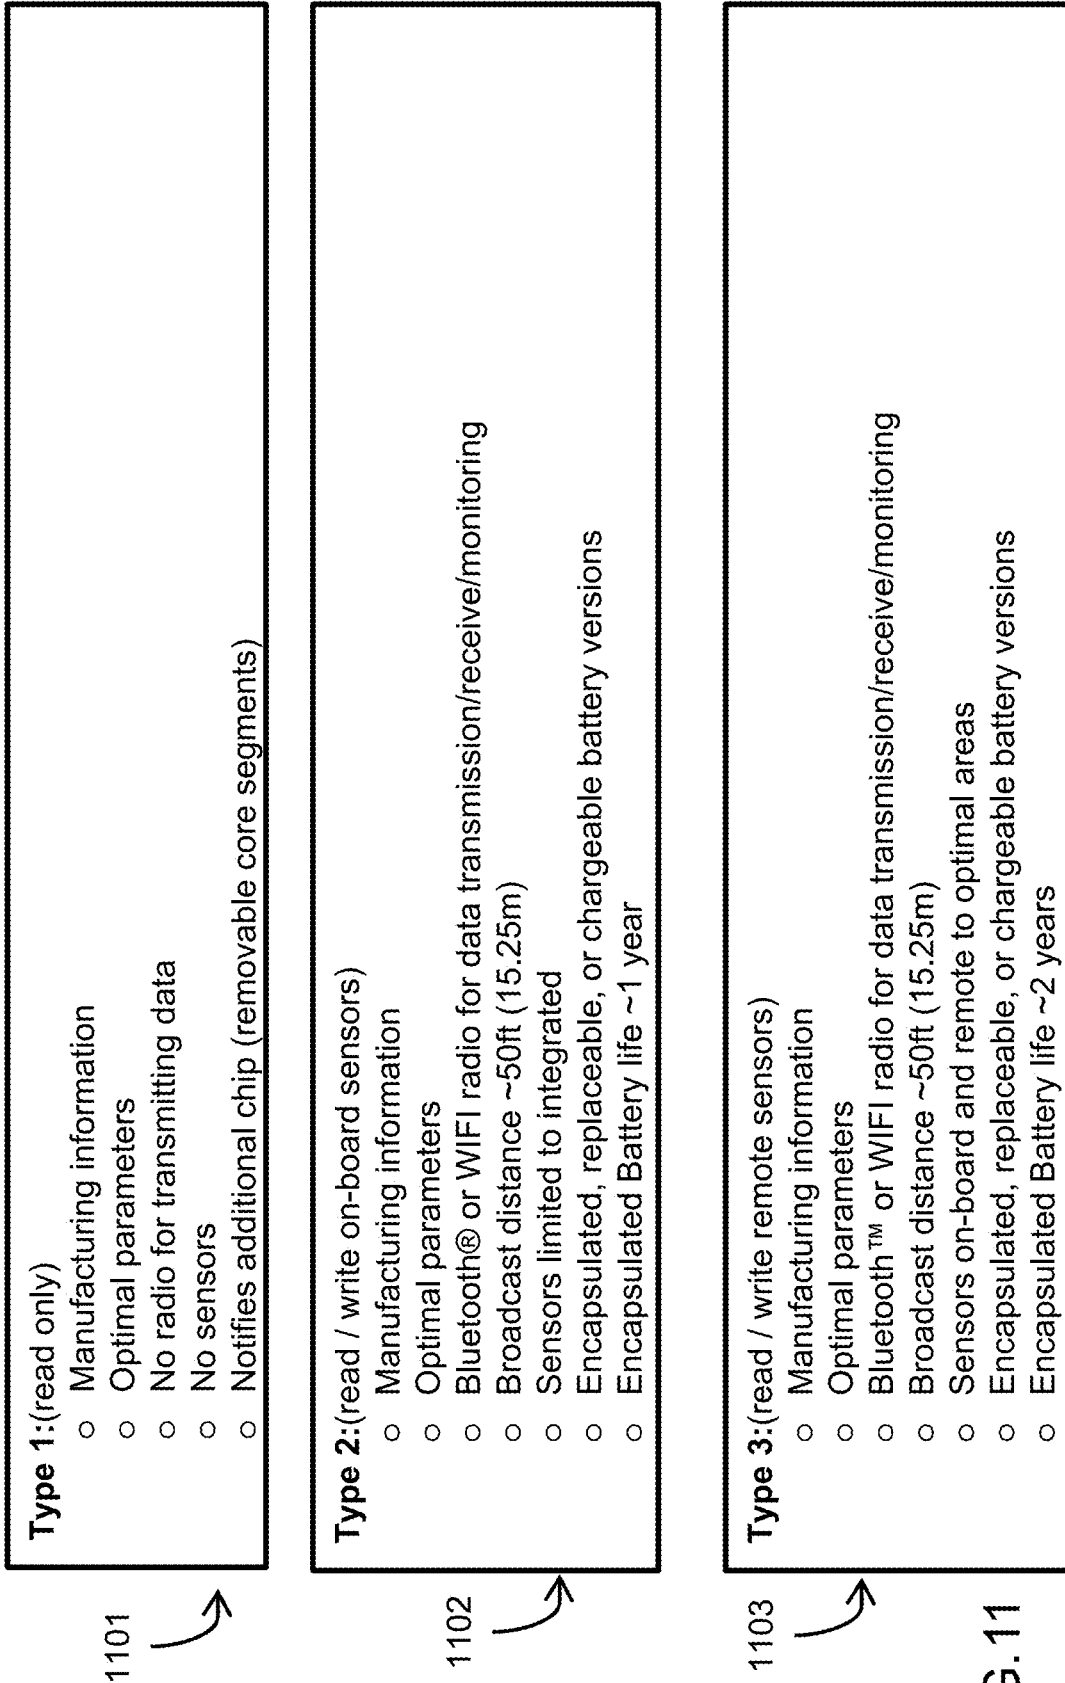 Type 1:(read only)
○ Manufacturing information
○ Optimal parameters
○ No radio for transmitting data
○ No sensors
○ Notifies additional chip (removable core segments)
1101
Type 2:(read / write on-board sensors)
○ Manufacturing information
○ Optimal parameters
○ Bluetooth® or WIFI radio for data transmission/receive/monitoring
○ Broadcast distance ~50ft (15.25m)
○ Sensors limited to integrated
○ Encapsulated, replaceable, or chargeable battery versions
○ Encapsulated Battery life ~1 year
1102
Type 3:(read / write remote sensors)
○ Manufacturing information
○ Optimal parameters
○ Bluetooth™ or WIFI radio for data transmission/receive/monitoring
○ Broadcast distance ~50ft (15.25m)
○ Sensors on-board and remote to optimal areas
○ Encapsulated, replaceable, or chargeable battery versions
○ Encapsulated Battery life ~2 years
1103
G. 11